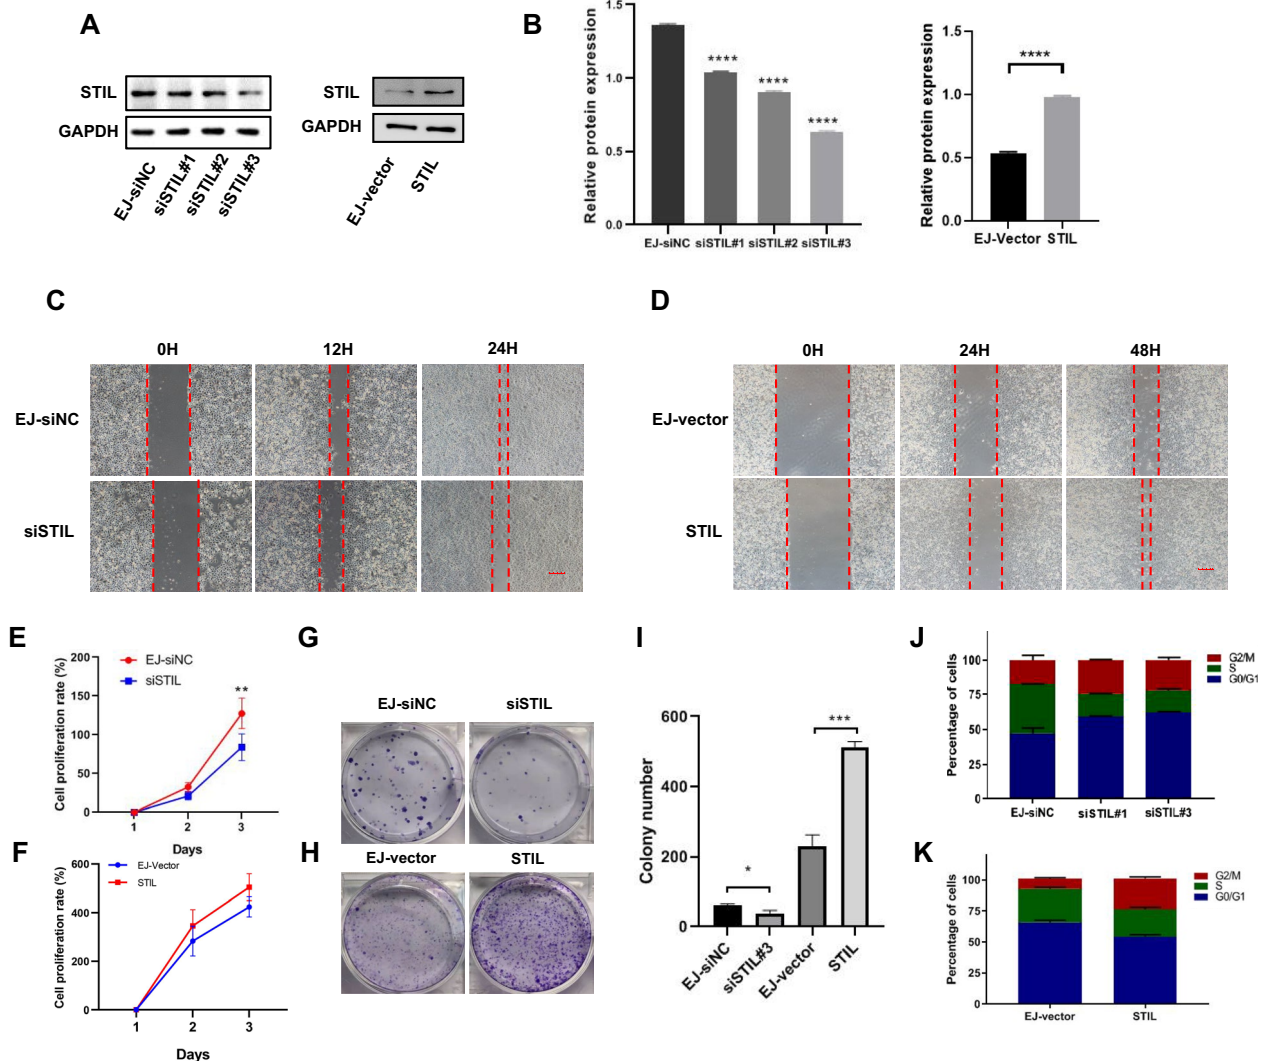 A
STIL
GAPDH
EJ-siNC
siSTIL#1
siSTIL#2
siSTIL#3
STIL
GAPDH
EJ-vector
STIL
B
Relative protein expression
1.5
1.0
0.5
0.0
****
****
****
EJ-siNC siSTIL#1 siSTIL#2 siSTIL#3
Relative protein expression
1.5
1.0
0.5
0.0
****
EJ-Vector STIL
C
0H 12H 24H
EJ-siNC
siSTIL
D
0H 24H 48H
EJ-vector
STIL
E
Cell proliferation rate (%)
200
150
100
50
0
EJ-siNC
siSTIL
**
1 2 3
Days
F
Cell proliferation rate (%)
600
400
200
0
EJ-Vector
STIL
1 2 3
Days
G
EJ-siNC siSTIL
H
EJ-vector STIL
I
Colony number
600
400
200
0
*
***
EJ-siNC
siSTIL#3
EJ-vector
STIL
J
Percentage of cells
100
75
50
25
0
G2/M
S
G0/G1
EJ-siNC siSTIL#1 siSTIL#3
K
Percentage of cells
100
75
50
25
0
G2/M
S
G0/G1
EJ-vector STIL